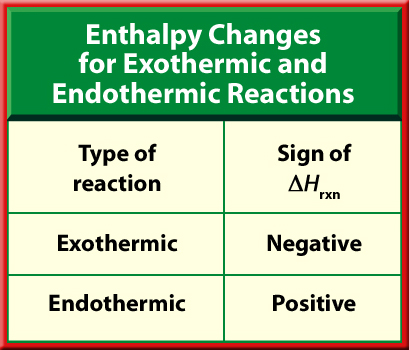 Enthalpy Changes
for Exothermic and
Endothermic Reactions
Type of
reaction
Sign of
ΔHrxn
Exothermic Negative
Endothermic Positive